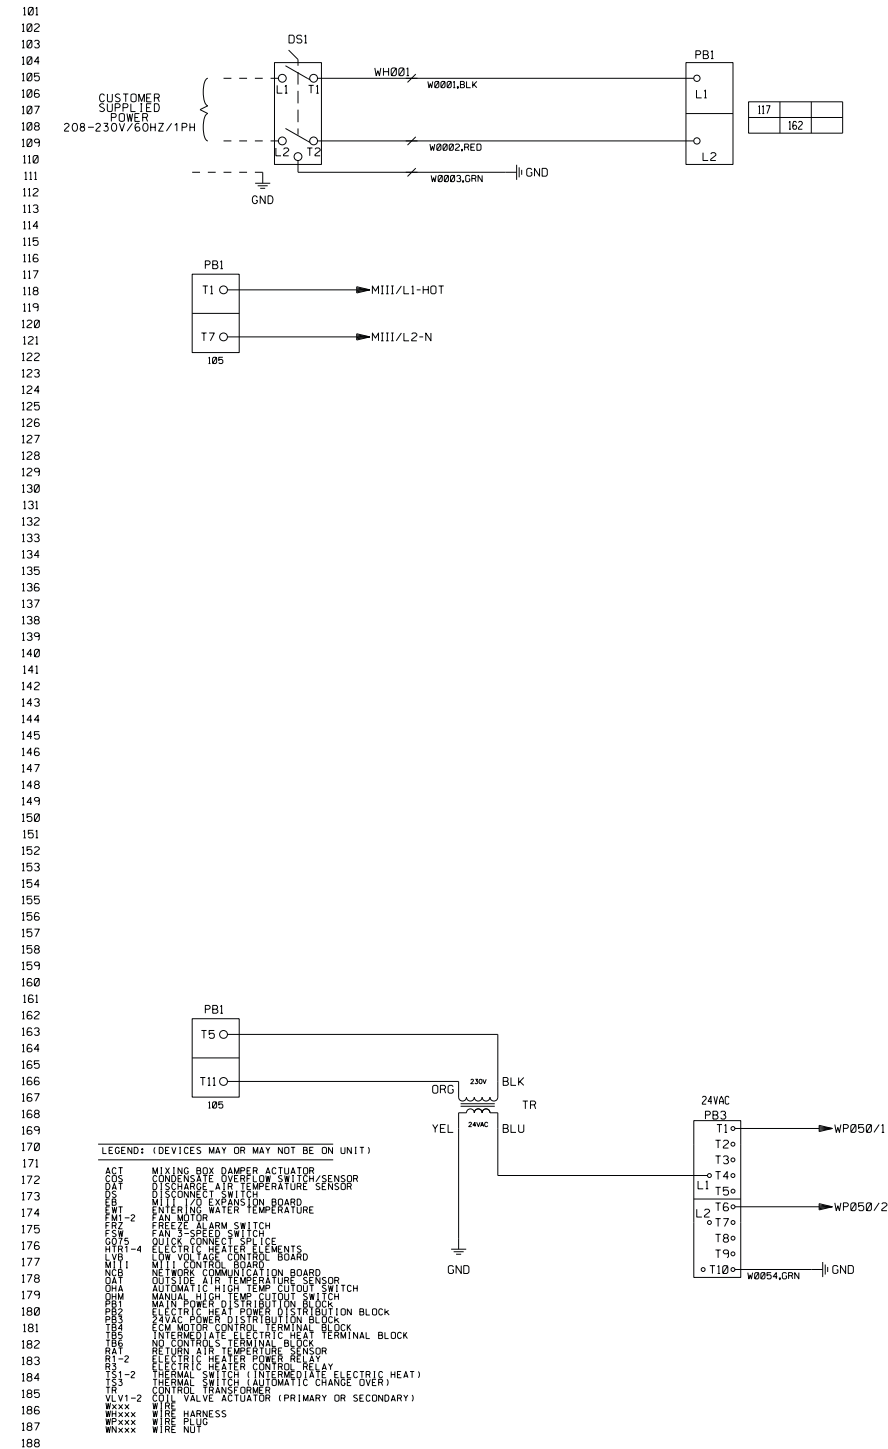 101
102
103
104
105
106
107
108
109
110
111
112
113
114
115
116
117
118
119
120
121
122
123
124
125
126
127
128
129
130
131
132
133
134
135
136
137
138
139
140
141
142
143
144
145
146
147
148
149
150
151
152
153
154
155
156
157
158
159
160
161
162
163
164
165
166
167
168
169
170
171
172
173
174
175
176
177
178
179
180
181
182
183
184
185
186
187
188
CUSTOMER
SUPPLIED
POWER
208-230V/60HZ/1PH
DS1
L1 T1
L2 T2
WH001
W0001,BLK
W0002,RED
W0003,GRN
GND
GND
PB1
L1
L2
117
162
PB1
T1
T7
105
MIII/L1-HOT
MIII/L2-N
PB1
T5
T11
105
ORG 230V BLK
TR
YEL 24VAC BLU
GND
24VAC
PB3
T1
T2
T3
T4
L1
T5
T6
L2
T7
T8
T9
T10
WP050/1
WP050/2
W0054,GRN
GND
LEGEND: (DEVICES MAY OR MAY NOT BE ON UNIT)
ACT MIXING BOX DAMPER ACTUATOR
COS CONDENSATE OVERFLOW SWITCH/SENSOR
DAT DISCHARGE AIR TEMPERATURE SENSOR
DS DISCONNECT SWITCH
EB MIII I/O EXPANSION BOARD
EWT ENTERING WATER TEMPERATURE
FM1-2 FAN MOTOR
FRZ FREEZE ALARM SWITCH
FSW FAN 3-SPEED SWITCH
GQ75 QUICK CONNECT SPLICE
HTR1-4 ELECTRIC HEATER ELEMENTS
LVB LOW VOLTAGE CONTROL BOARD
MIII MIII CONTROL BOARD
NCB NETWORK COMMUNICATION BOARD
OAT OUTSIDE AIR TEMPERATURE SENSOR
OHA AUTOMATIC HIGH TEMP CUTOUT SWITCH
OHM MANUAL HIGH TEMP CUTOUT SWITCH
PB1 MAIN POWER DISTRIBUTION BLOCK
PB2 ELECTRIC HEAT POWER DISTRIBUTION BLOCK
PB3 24VAC POWER DISTRIBUTION BLOCK
TB4 ECM MOTOR CONTROL TERMINAL BLOCK
TB5 INTERMEDIATE ELECTRIC HEAT TERMINAL BLOCK
TB6 NO CONTROLS TERMINAL BLOCK
RAT RETURN AIR TEMPERTURE SENSOR
R1-2 ELECTRIC HEATER POWER RELAY
R3 ELECTRIC HEATER CONTROL RELAY
TS1-2 THERMAL SWITCH (INTERMEDIATE ELECTRIC HEAT)
TS3 THERMAL SWITCH (AUTOMATIC CHANGE OVER)
TR CONTROL TRANSFORMER
VLV1-2 COIL VALVE ACTUATOR (PRIMARY OR SECONDARY)
Wxxx WIRE
WHxxx WIRE HARNESS
WPxxx WIRE PLUG
WNxxx WIRE NUT